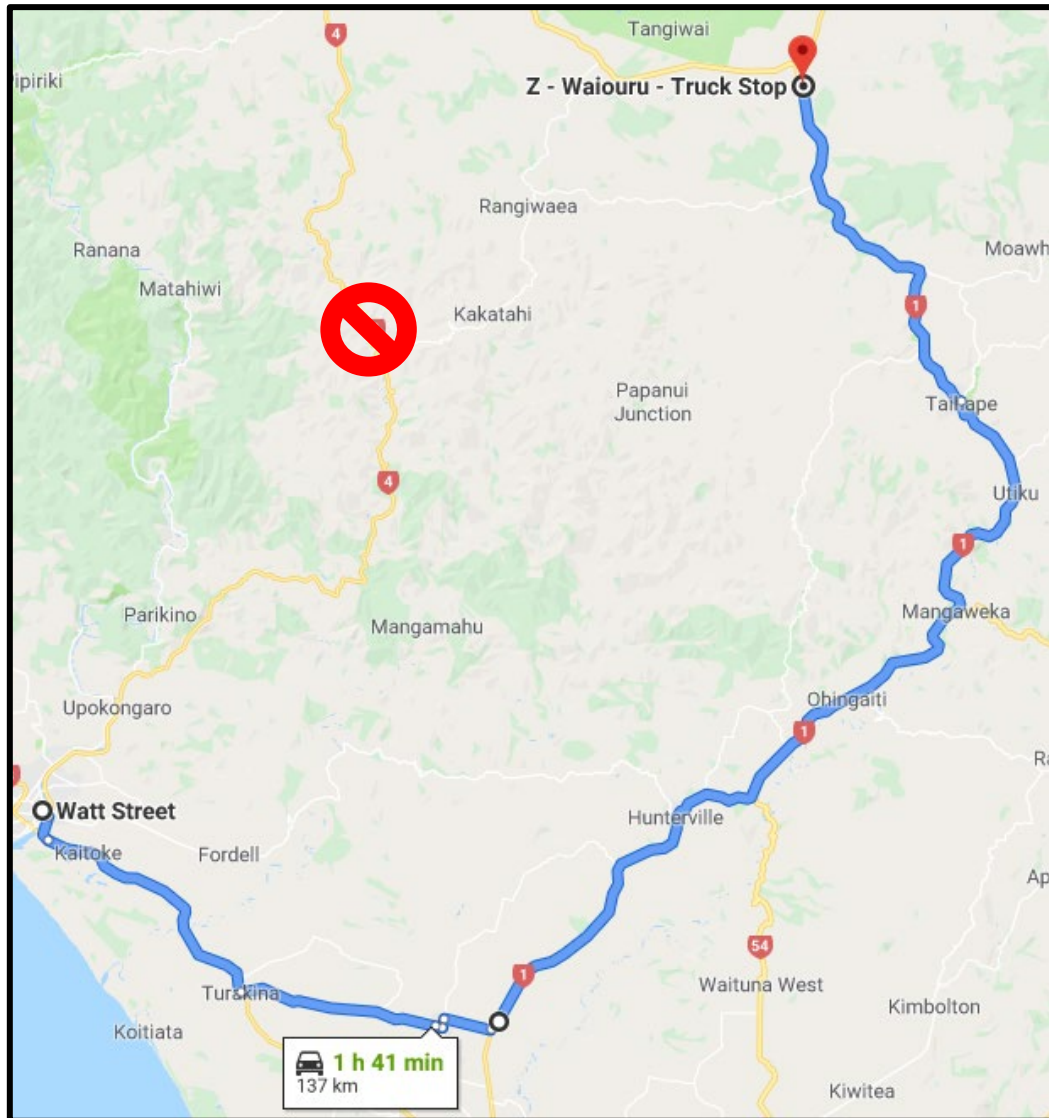 Tangiwai
4
ipiriki
Z - Waiouru - Truck Stop
Rangiwaea
Ranana
Moawh
Matahiwi
1
Kakatahi
Papanui
Junction
Taihape
4
Utiku
1
Parikino
Mangamahu
Mangaweka
Upokongaro
Ohingaiti
1
Ra
Watt Street
Hunterville
Kaitoke
Fordell
Ap
54
1
Turakina
Waituna West
Kimbolton
Koitiata
1 h 41 min
137 km
Kiwitea